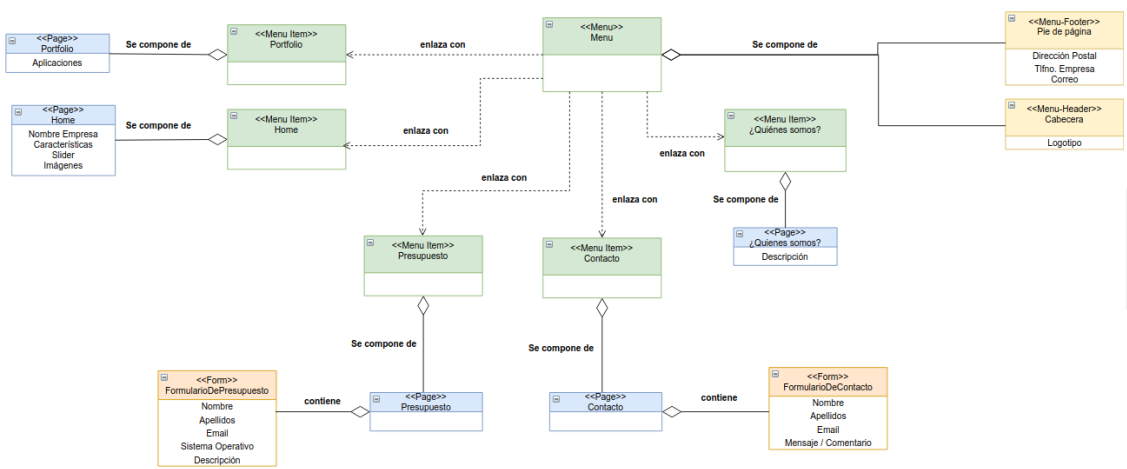 <<Page>>
Portfolio
Aplicaciones
Se compone de
<<Menu Item>>
Portfolio
enlaza con
<<Menu>>
Menu
Se compone de
<<Menu-Footer>>
Pie de página
Dirección Postal
Tlfno. Empresa
Correo
<<Page>>
Home
Nombre Empresa
Características
Slider
Imágenes
Se compone de
<<Menu Item>>
Home
enlaza con
<<Menu Item>>
¿Quiénes somos?
enlaza con
<<Menu-Header>>
Cabecera
Logotipo
enlaza con
enlaza con
Se compone de
<<Page>>
¿Quienes somos?
Descripción
<<Menu Item>>
Presupuesto
<<Menu Item>>
Contacto
Se compone de
Se compone de
<<Form>>
FormularioDePresupuesto
Nombre
Apellidos
Email
Sistema Operativo
Descripción
contiene
<<Page>>
Presupuesto
<<Page>>
Contacto
contiene
<<Form>>
FormularioDeContacto
Nombre
Apellidos
Email
Mensaje / Comentario